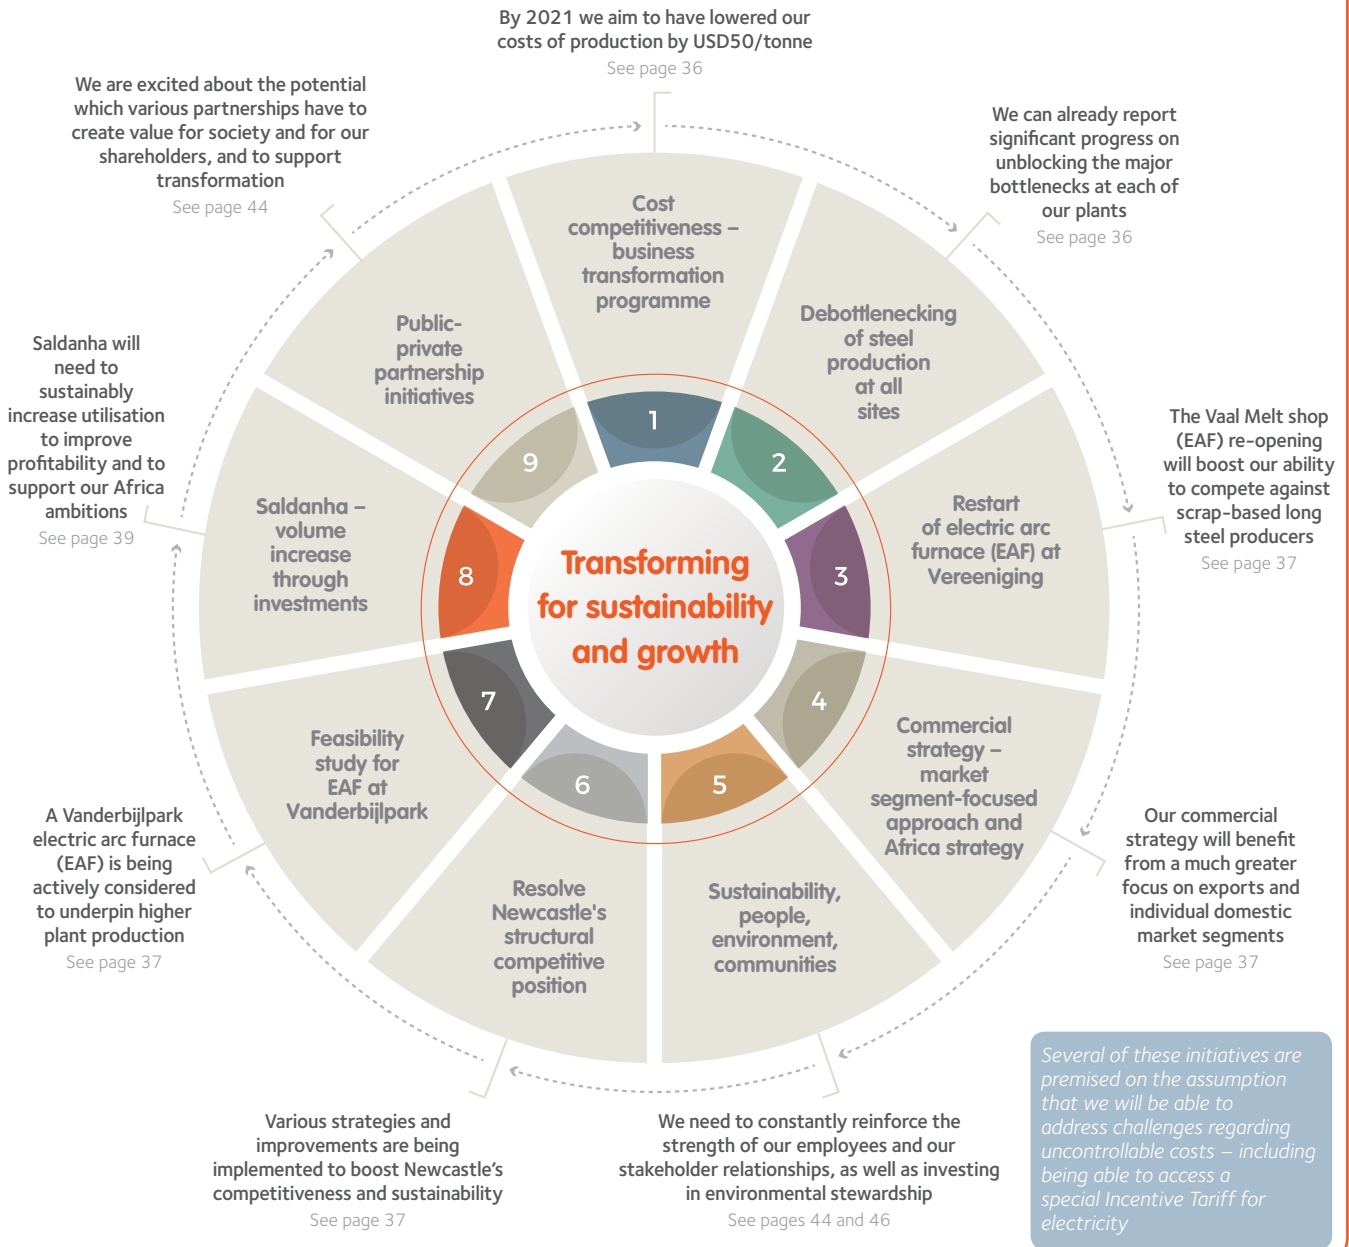 By 2021 we aim to have lowered our
costs of production by USD50/tonne
See page 36
We can already report
significant progress on
unblocking the major
bottlenecks at each of
our plants
See page 36
The Vaal Melt shop
(EAF) re-opening
will boost our ability
to compete against
scrap-based long
steel producers
See page 37
Our commercial
strategy will benefit
from a much greater
focus on exports and
individual domestic
market segments
See page 37
We need to constantly reinforce the
strength of our employees and our
stakeholder relationships, as well as investing
in environmental stewardship
See pages 44 and 46
Various strategies and
improvements are being
implemented to boost Newcastle’s
competitiveness and sustainability
See page 37
A Vanderbijlpark
electric arc furnace
(EAF) is being
actively considered
to underpin higher
plant production
See page 37
Saldanha will
need to
sustainably
increase utilisation
to improve
profitability and to
support our Africa
ambitions
See page 39
We are excited about the potential
which various partnerships have to
create value for society and for our
shareholders, and to support
transformation
See page 44
Cost
competitiveness –
business
transformation
programme
1
Debottlenecking
of steel
production
at all
sites
2
Restart
of electric arc
furnace (EAF) at
Vereeniging
3
Commercial
strategy –
market
segment-focused
approach and
Africa strategy
4
Sustainability,
people,
environment,
communities
5
Resolve
Newcastle's
structural
competitive
position
6
Feasibility
study for
EAF at
Vanderbijlpark
7
Saldanha –
volume
increase
through
investments
8
Public-
private
partnership
initiatives
9
Transforming
for sustainability
and growth
Several of these initiatives are
premised on the assumption
that we will be able to
address challenges regarding
uncontrollable costs – including
being able to access a
special Incentive Tariff for
electricity